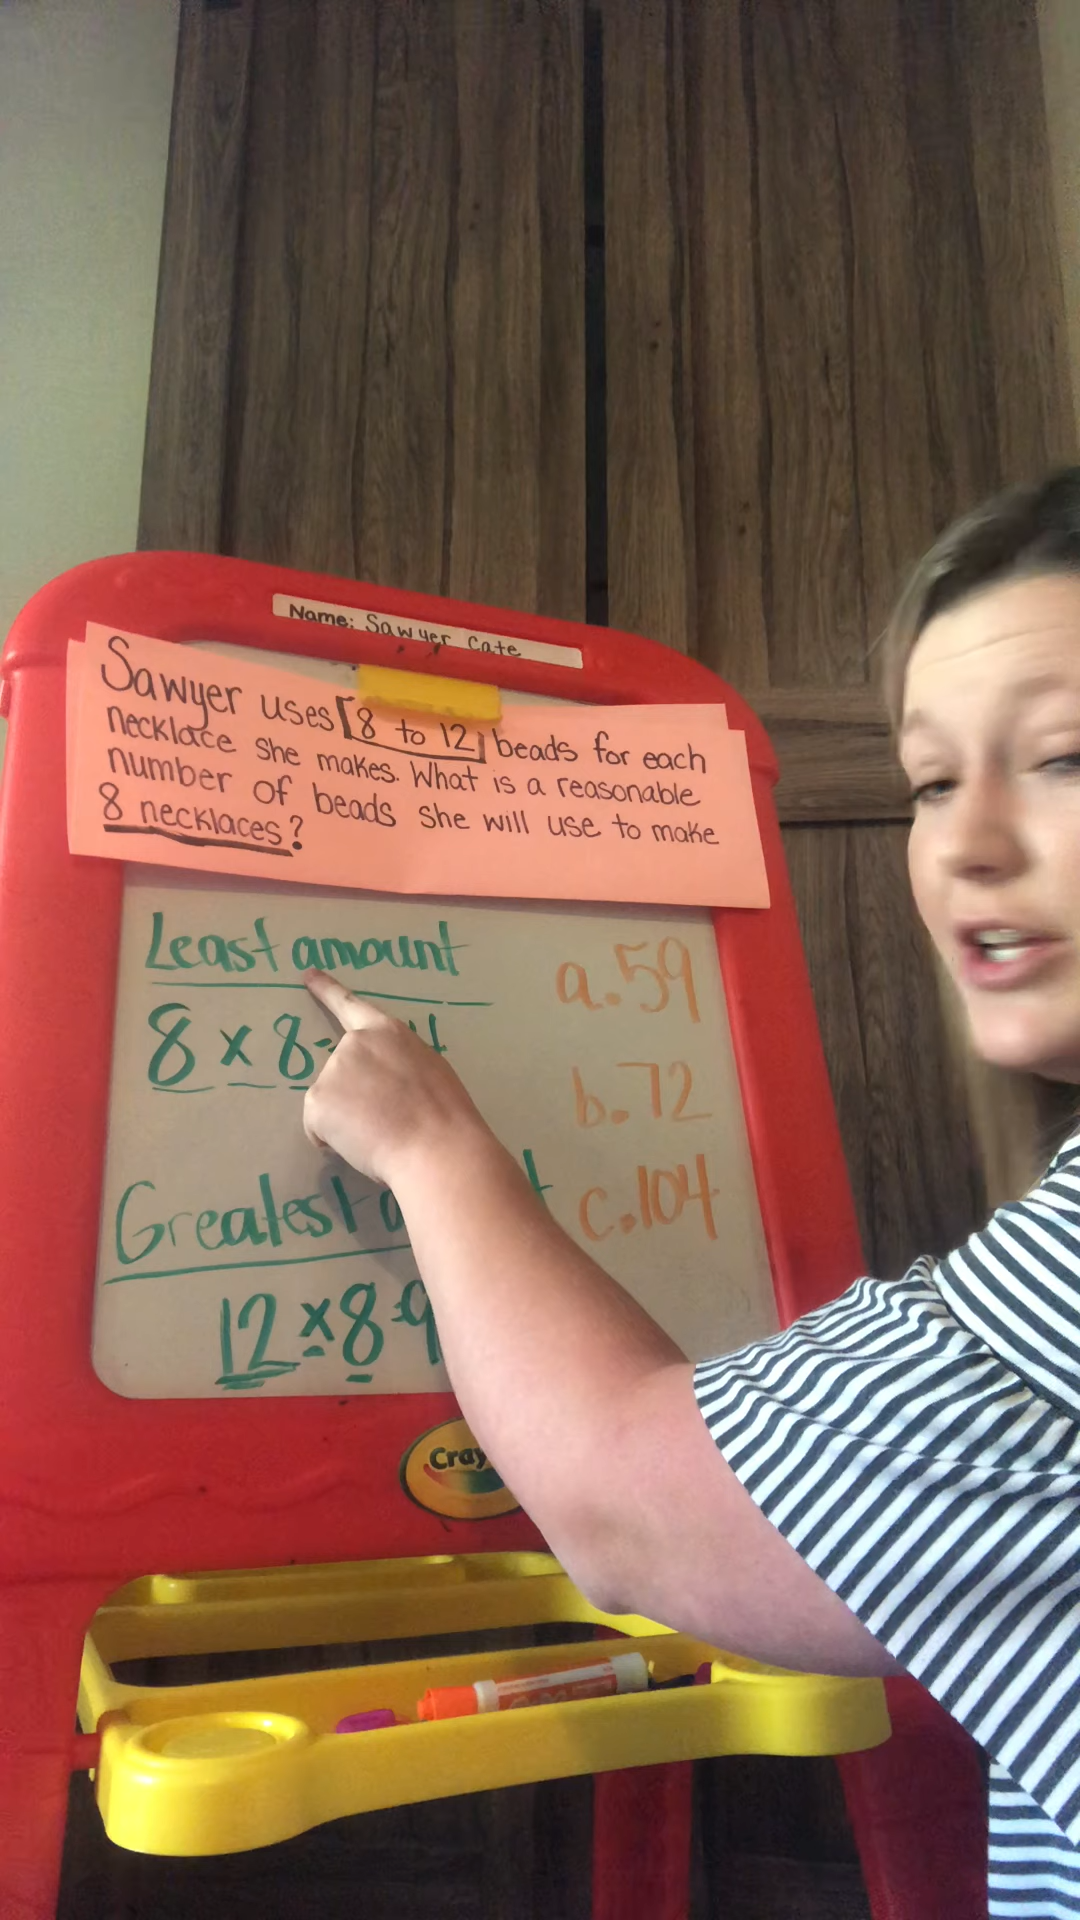 Name: Sawyer Cate
Sawyer uses [8 to 12] beads for each
necklace she makes. What is a reasonable
number of beads she will use to make
8 necklaces?
Least amount
8 x 8=
Greatest
12 x 8=9
a. 59
b. 72
c. 104
Cray